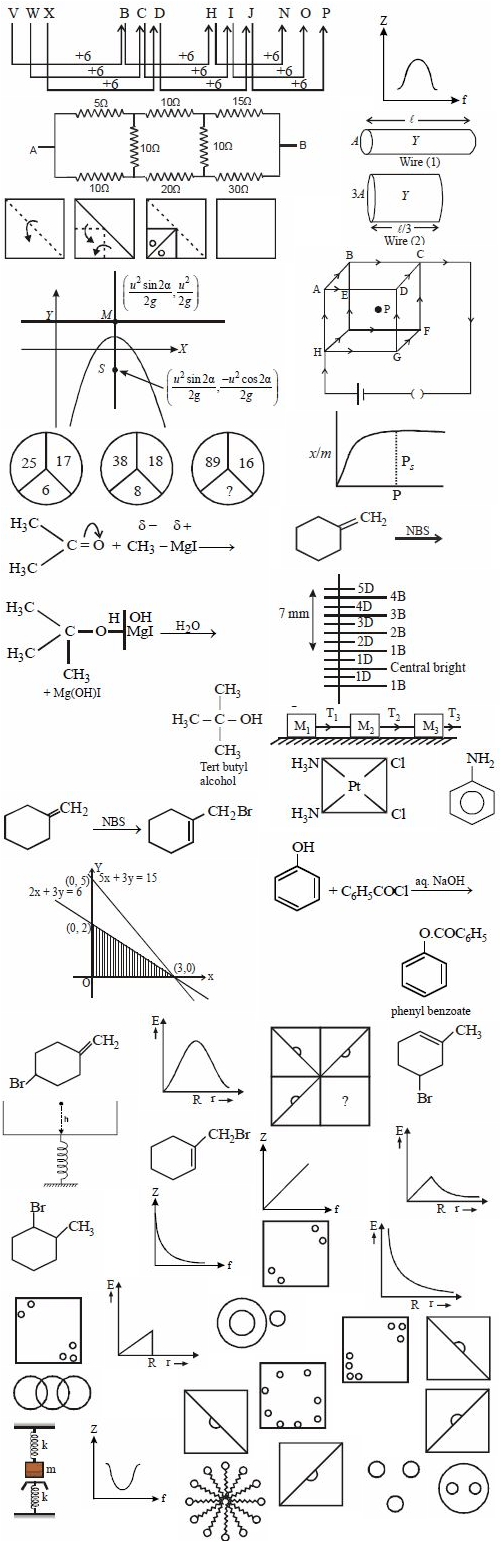 V W X B C D H I J N O P
+6 +6 +6
+6 +6
+6 +6 +6
Z
f
5Ω 10Ω 15Ω
A 10Ω 10Ω B
10Ω 20Ω 30Ω
ℓ
A Y
Wire (1)
3A Y
ℓ/3
Wire (2)
(u² sin2α/2g, u²/2g)
Y M
X
S
(u² sin2α/2g, −u² cos2α/2g)
B C
A E D
P
F
H G
( )
25 17 6
38 18 8
89 16 ?
x/m
Pₛ
P
H₃C
C = O + CH₃ − MgI
δ− δ+
H₃C
CH₂
NBS
H₃C
H OH
C − O − MgI H₂O
H₃C
CH₃
+ Mg(OH)I
7 mm
5D
4B
4D
3B
3D
2B
2D
1B
1D
Central bright
1D
1B
CH₃
H₃C − C − OH
CH₃
Tert butyl
alcohol
M₁ T₁ M₂ T₂ M₃ T₃
H₃N Cl
Pt
H₃N Cl
NH₂
CH₂
NBS
CH₂Br
Y
(0, 5) 5x + 3y = 15
2x + 3y = 6
(0, 2)
(3,0)
O x
OH
+ C₆H₅COCl aq. NaOH
O.COC₆H₅
phenyl benzoate
CH₂
Br
E
R r
?
CH₃
Br
h
CH₂Br
Z
f
E
R r
Br
CH₃
Z
f
E
R r
E
R r
k
m
k
Z
f